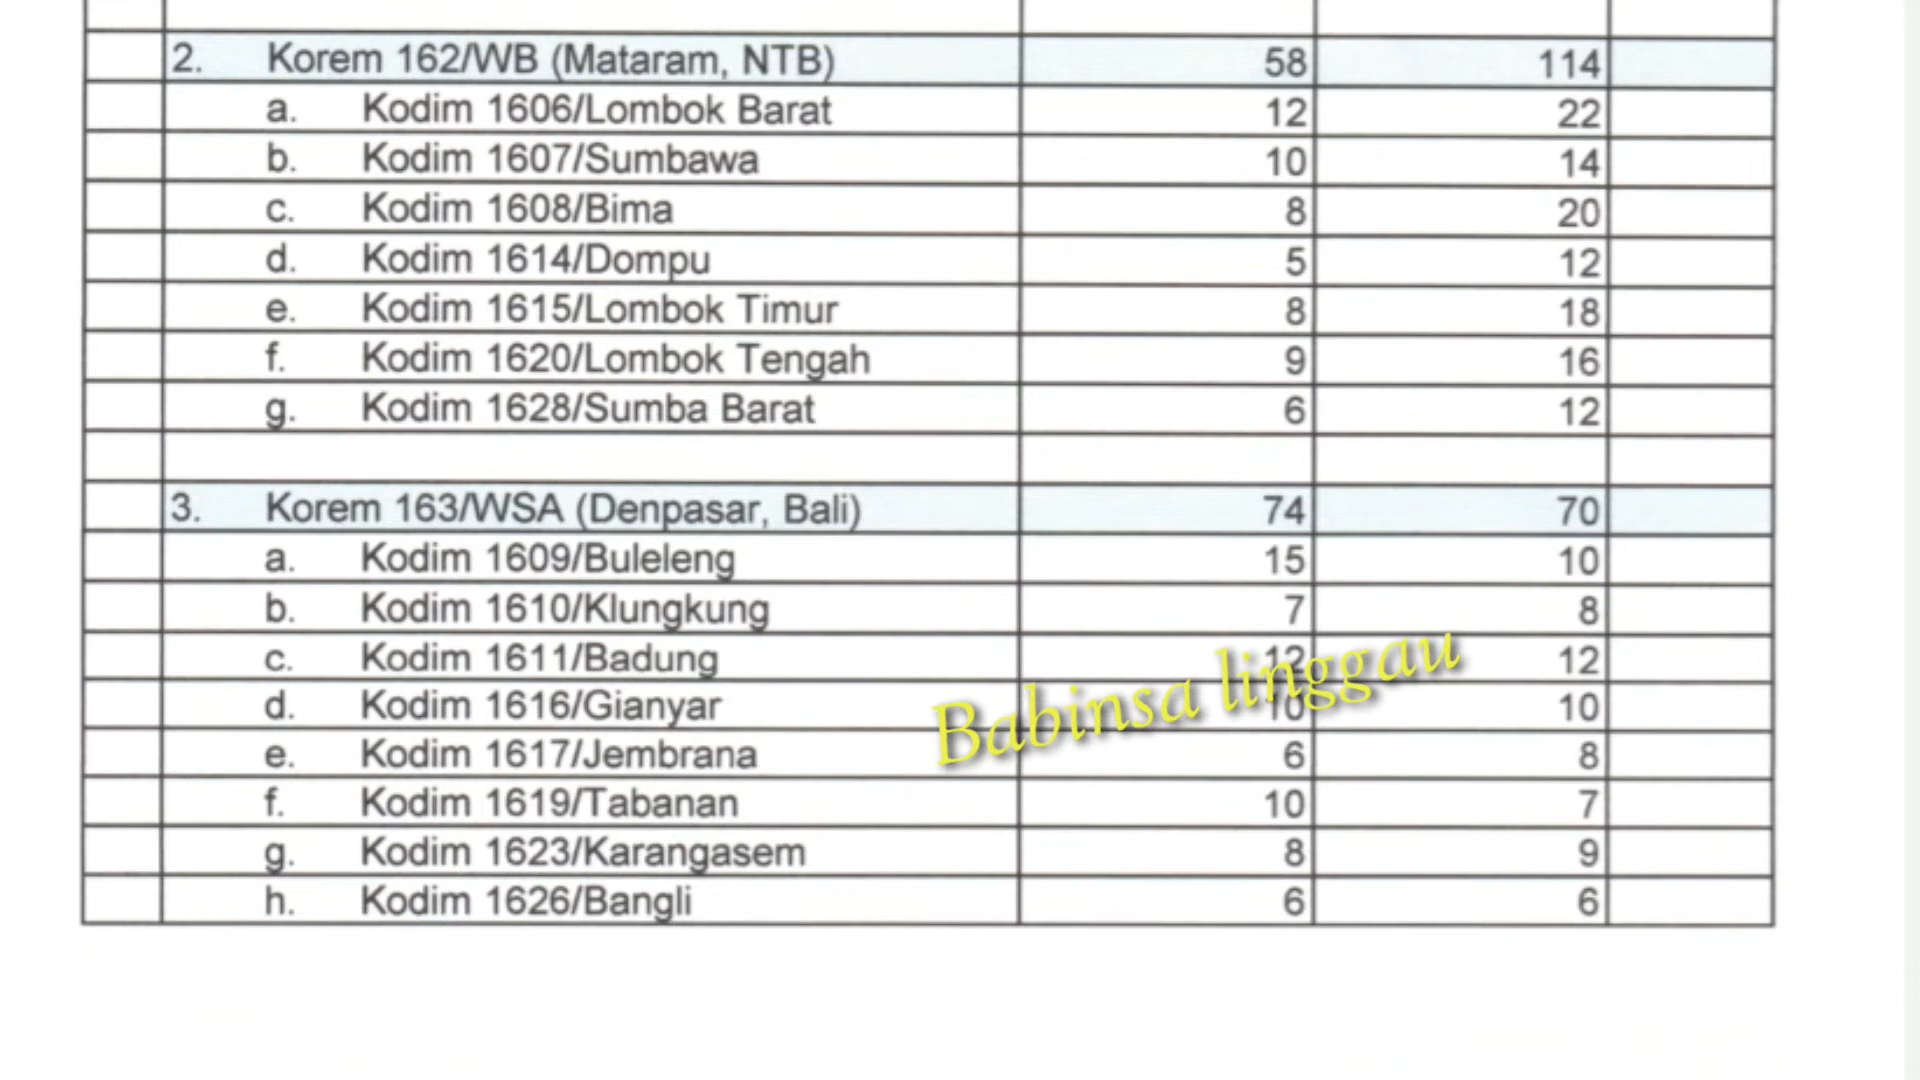 2. Korem 162/WB (Mataram, NTB) 58 114
a. Kodim 1606/Lombok Barat 12 22
b. Kodim 1607/Sumbawa 10 14
c. Kodim 1608/Bima 8 20
d. Kodim 1614/Dompu 5 12
e. Kodim 1615/Lombok Timur 8 18
f. Kodim 1620/Lombok Tengah 9 16
g. Kodim 1628/Sumba Barat 6 12
3. Korem 163/WSA (Denpasar, Bali) 74 70
a. Kodim 1609/Buleleng 15 10
b. Kodim 1610/Klungkung 7 8
c. Kodim 1611/Badung 12 12
d. Kodim 1616/Gianyar 10 10
e. Kodim 1617/Jembrana 6 8
f. Kodim 1619/Tabanan 10 7
g. Kodim 1623/Karangasem 8 9
h. Kodim 1626/Bangli 6 6
Babinsa linggau